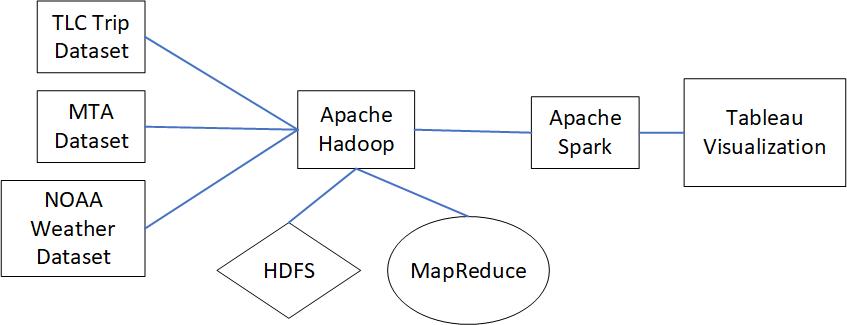 TLC Trip
Dataset
MTA
Dataset
NOAA
Weather
Dataset
Apache
Hadoop
HDFS
MapReduce
Apache
Spark
Tableau
Visualization